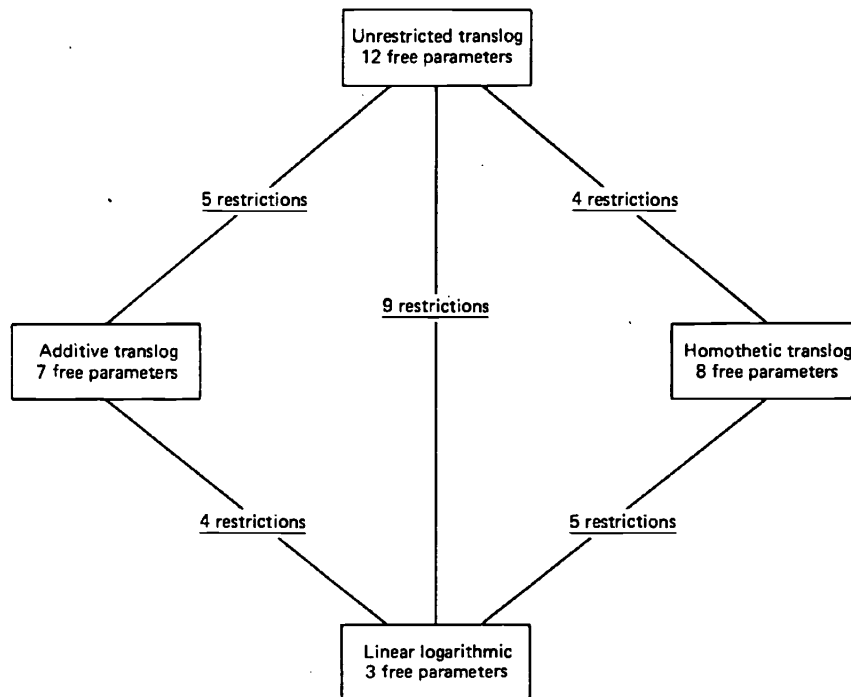 Unrestricted translog
12 free parameters
5 restrictions
4 restrictions
9 restrictions
Additive translog
7 free parameters
Homothetic translog
8 free parameters
4 restrictions
5 restrictions
Linear logarithmic
3 free parameters